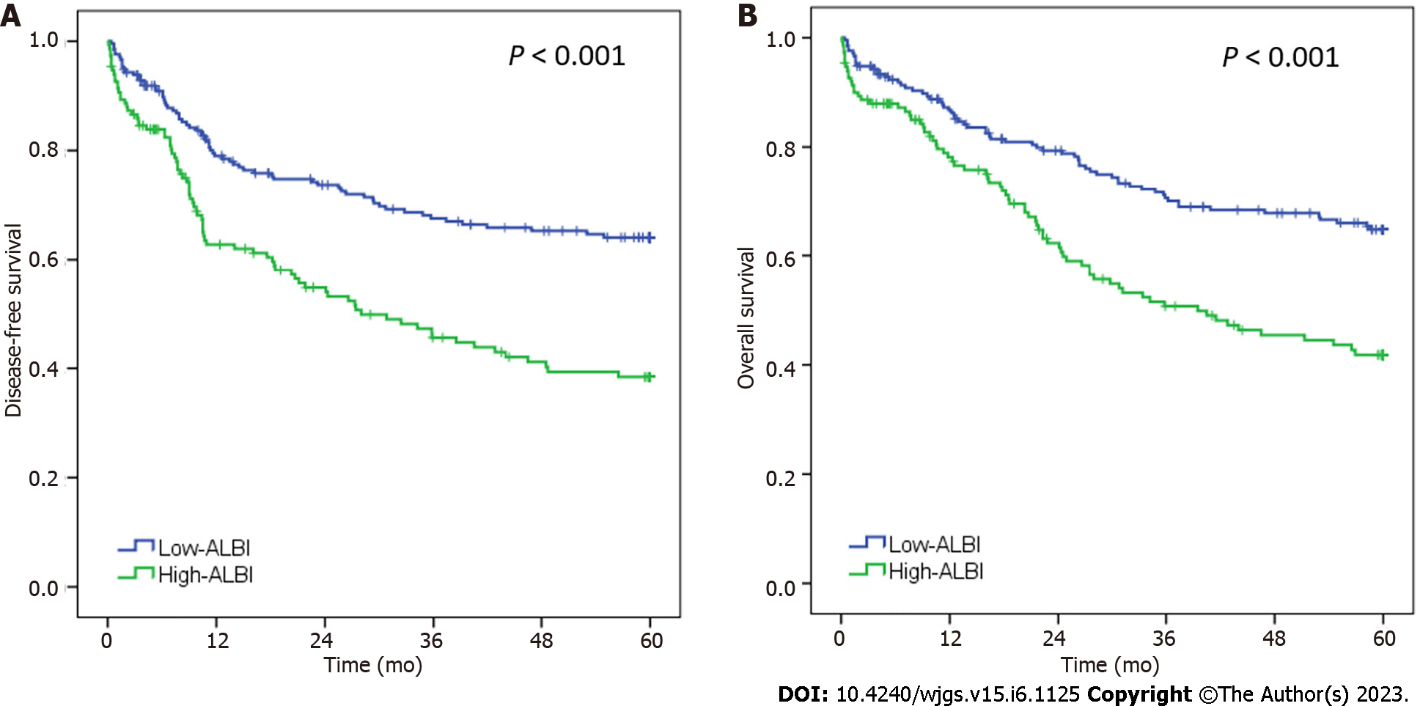 A
P < 0.001
Disease-free survival
1.0
0.8
0.6
0.4
0.2
0.0
Low-ALBI
High-ALBI
0 12 24 36 48 60
Time (mo)
B
P < 0.001
Overall survival
1.0
0.8
0.6
0.4
0.2
0.0
Low-ALBI
High-ALBI
0 12 24 36 48 60
Time (mo)
DOI: 10.4240/wjgs.v15.i6.1125 Copyright ©The Author(s) 2023.